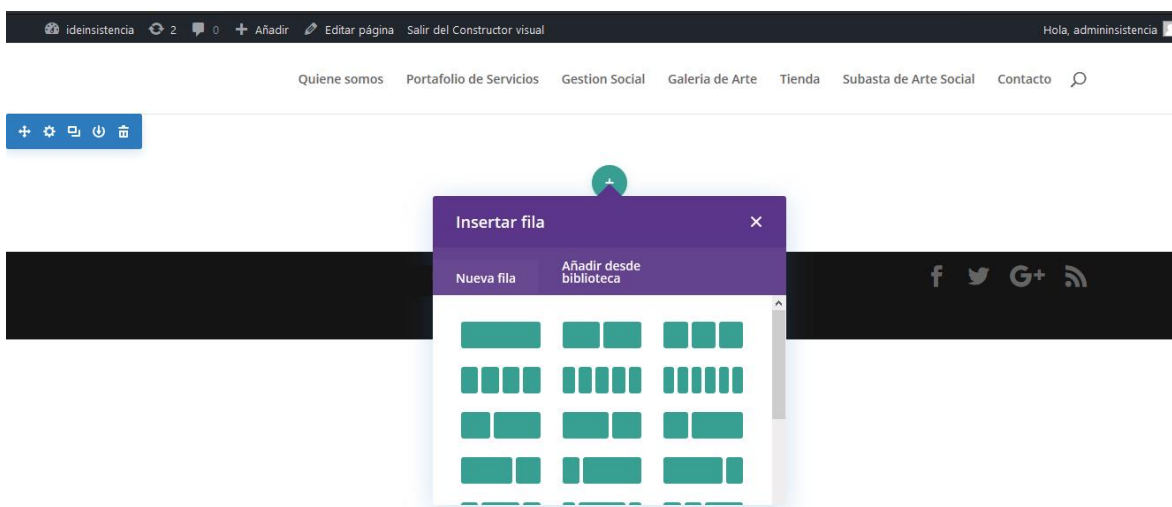 ideinsistencia 2 0 + Añadir Editar página Salir del Constructor visual Hola, admininsistencia
Quiene somos Portafolio de Servicios Gestion Social Galeria de Arte Tienda Subasta de Arte Social Contacto
Insertar fila
Nueva fila
Añadir desde
biblioteca
f G+